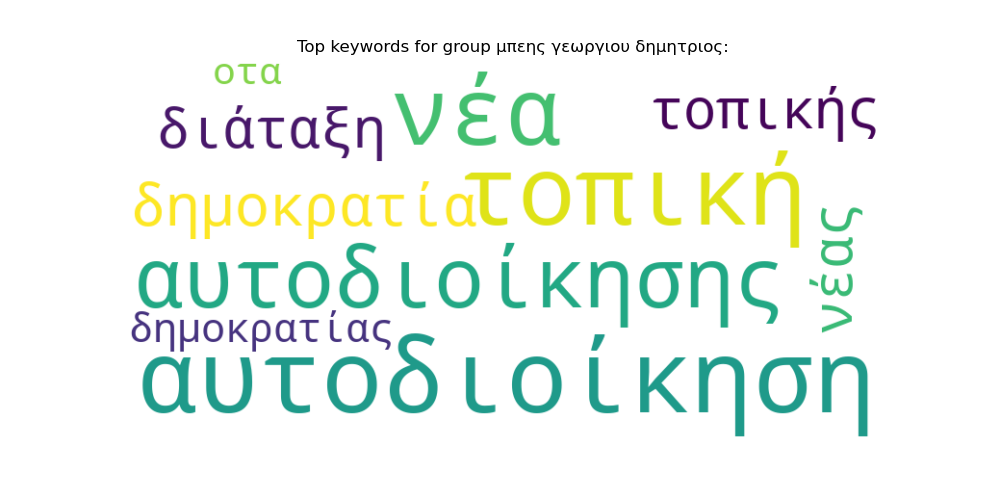 Top keywords for group μπεης γεωργιου δημητριος:
οτα
νέα
διάταξη
τοπικής
τοπική
δημοκρατία
νέας
αυτοδιοίκησης
δημοκρατίας
αυτοδιοίκηση